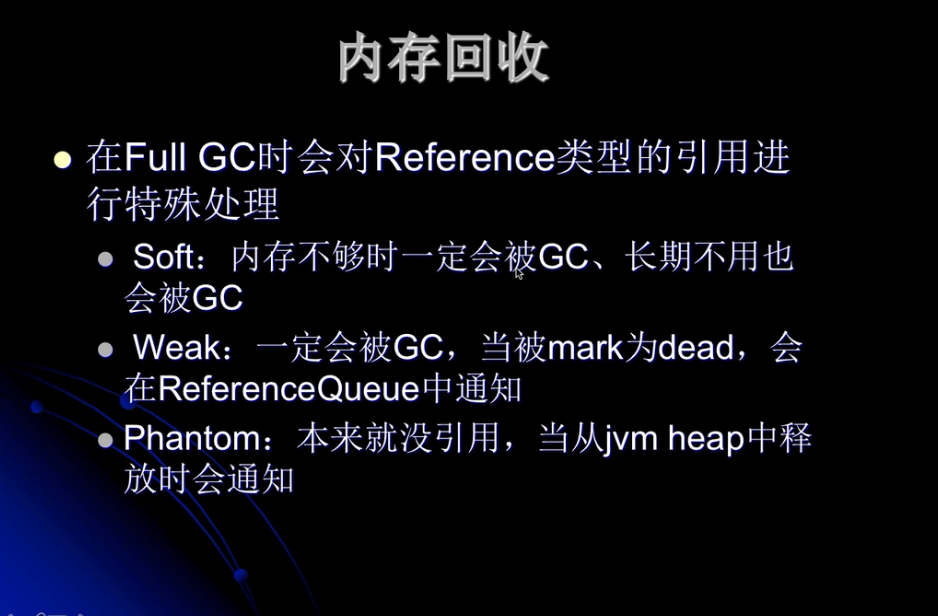 内存回收
在Full GC时会对Reference类型的引用进
行特殊处理
Soft：内存不够时一定会被GC、长期不用也
会被GC
Weak：一定会被GC，当被mark为dead，会
在ReferenceQueue中通知
Phantom：本来就没引用，当从jvm heap中释
放时会通知